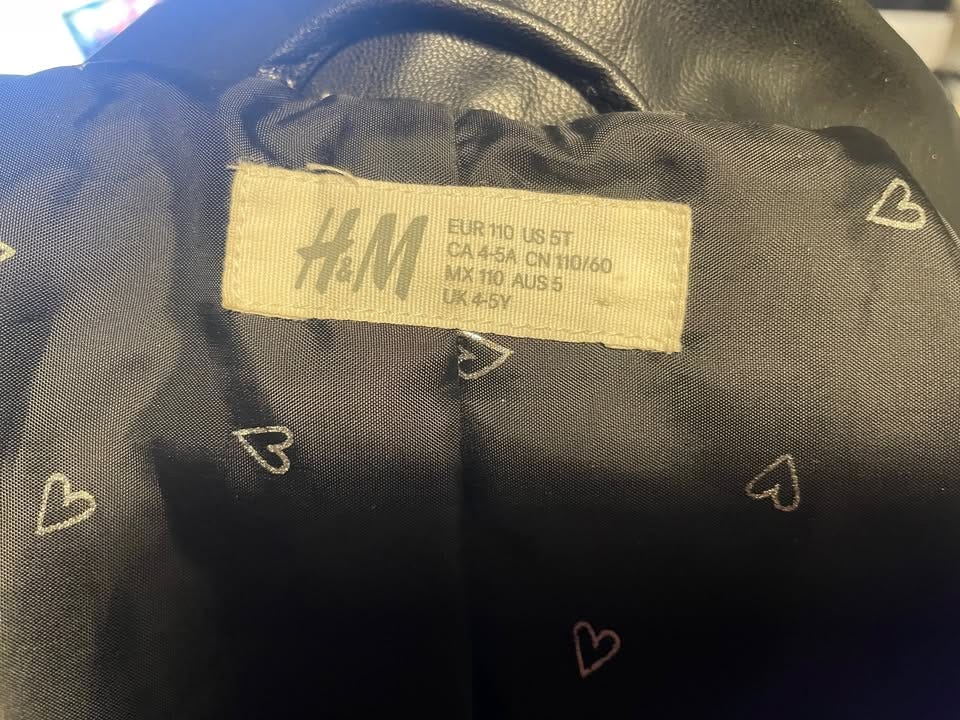 H&M
EUR 110 US 5T
CA 4-5A CN 110/60
MX 110 AUS 5
UK 4-5Y